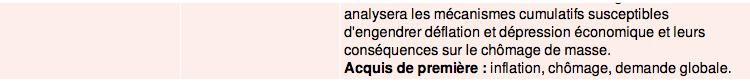 analysera les mécanismes cumulatifs susceptibles
d'engendrer déflation et dépression économique et leurs
conséquences sur le chômage de masse.
Acquis de première : inflation, chômage, demande globale.